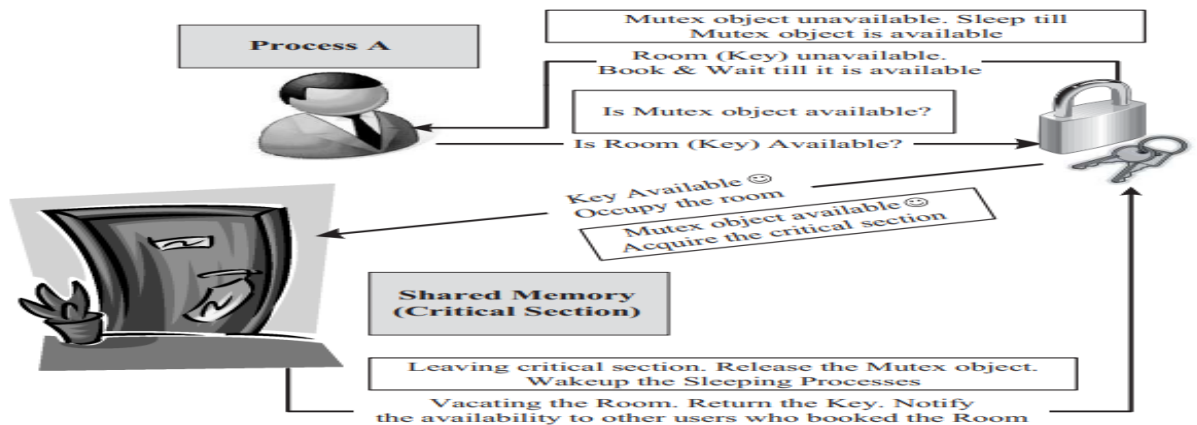 Mutex object unavailable. Sleep till
Mutex object is available
Process A
Room (Key) unavailable.
Book & Wait till it is available
Is Mutex object available?
Is Room (Key) Available?
Key Available ☺
Occupy the room
Mutex object available ☺
Acquire the critical section
Shared Memory
(Critical Section)
Leaving critical section. Release the Mutex object.
Wakeup the Sleeping Processes
Vacating the Room. Return the Key. Notify
the availability to other users who booked the Room